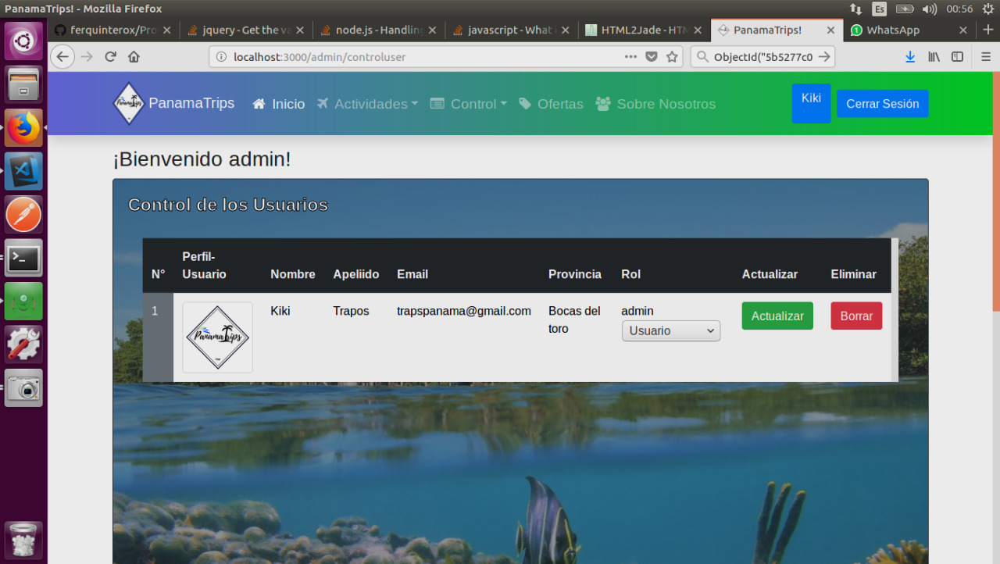 PanamaTrips! - Mozilla Firefox
Es
00:56
ferquinterox/Pro
jquery - Get the va
node.js - Handling
javascript - What
HTML2Jade - HTM
PanamaTrips!
WhatsApp
localhost:3000/admin/controluser
ObjectId("5b5277c0
PanamaTrips
PanamaTrips
Inicio
Actividades
Control
Ofertas
Sobre Nosotros
Kiki
Cerrar Sesión
¡Bienvenido admin!
Control de los Usuarios
N°
Perfil-
Usuario
Nombre
Apeliido
Email
Provincia
Rol
Actualizar
Eliminar
1
PanamaTrips
Kiki
Trapos
trapspanama@gmail.com
Bocas del
toro
admin
Usuario
Actualizar
Borrar